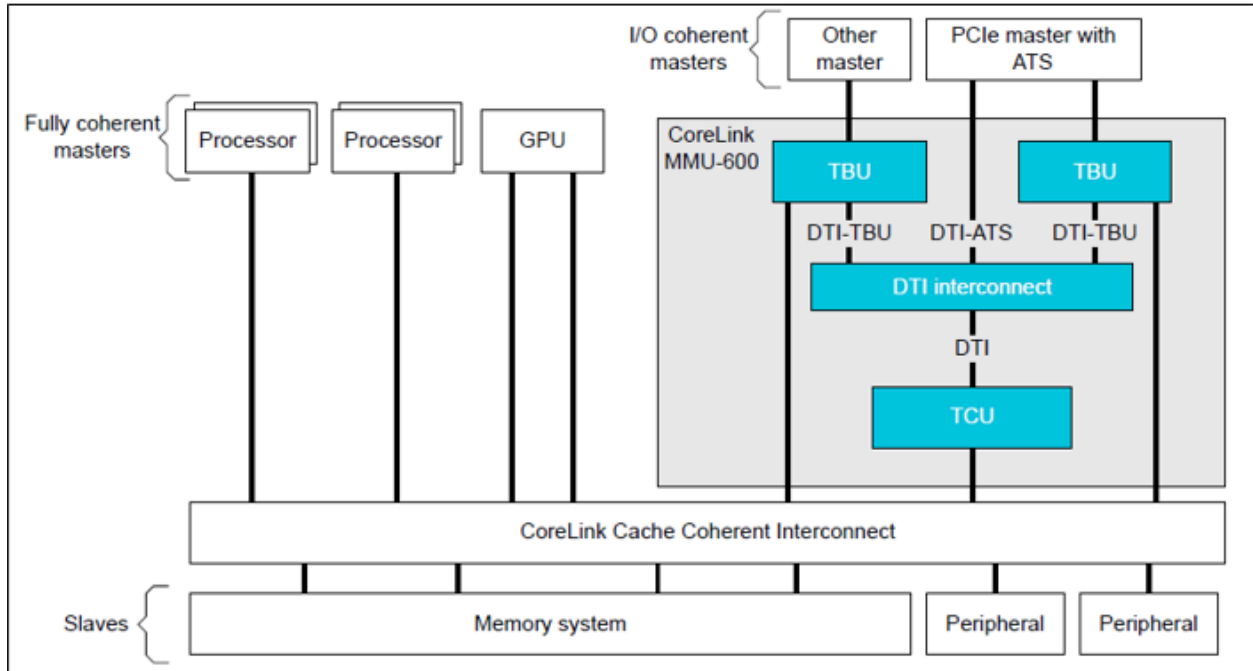 I/O coherent
masters
Other
master
PCIe master with
ATS
Fully coherent
masters
Processor
Processor
GPU
CoreLink
MMU-600
TBU
TBU
DTI-TBU
DTI-ATS
DTI-TBU
DTI interconnect
DTI
TCU
CoreLink Cache Coherent Interconnect
Slaves
Memory system
Peripheral
Peripheral